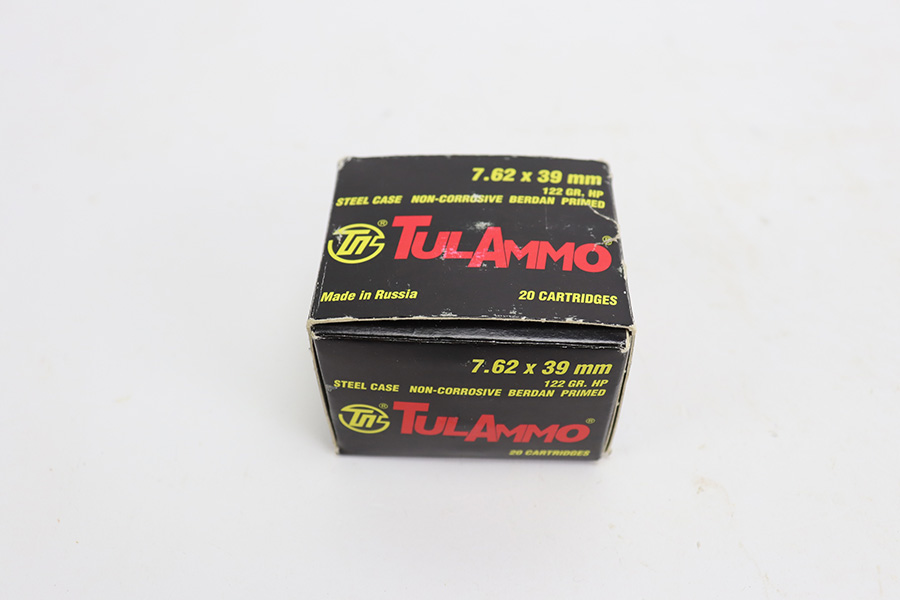 7.62 x 39 mm
122 GR. HP
STEEL CASE NON-CORROSIVE BERDAN PRIMED
® TULAMMO®
Made in Russia 20 CARTRIDGES
7.62 x 39 mm
122 GR. HP
STEEL CASE NON-CORROSIVE BERDAN PRIMED
® TULAMMO®
20 CARTRIDGES